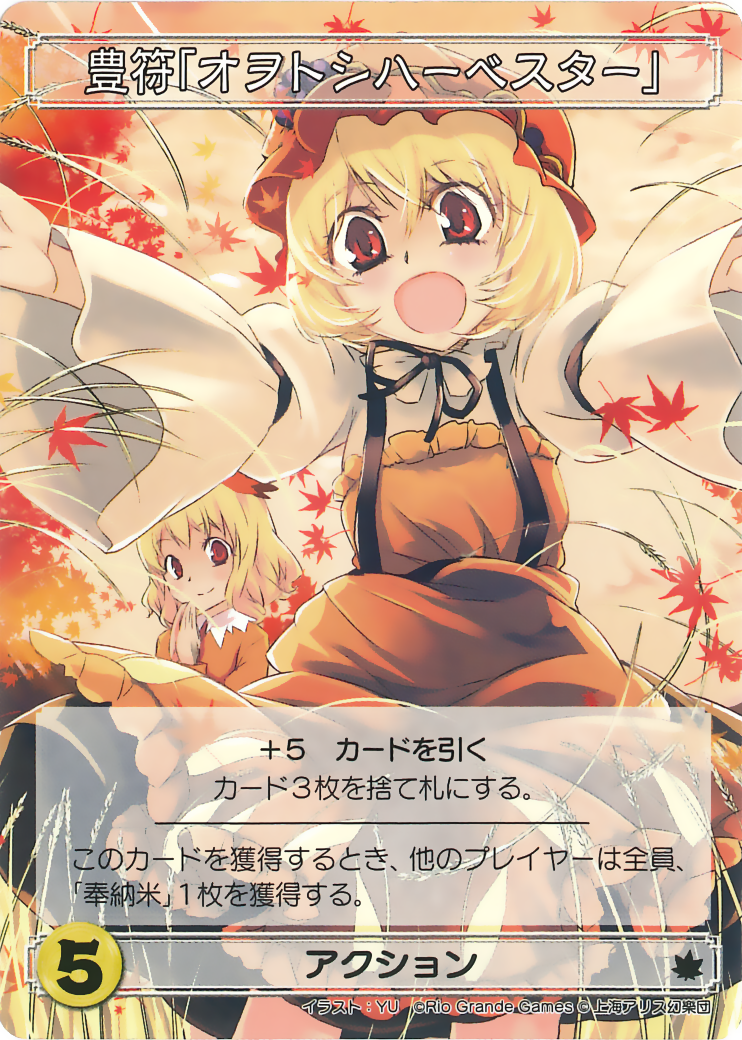 豊符「オヲトシハーベスター」
+5　カードを引く
カード3枚を捨て札にする。
このカードを獲得するとき、他のプレイヤーは全員、
「奉納米」1枚を獲得する。
5
アクション
イラスト：YU　©Rio Grande Games © 上海アリス幻樂団